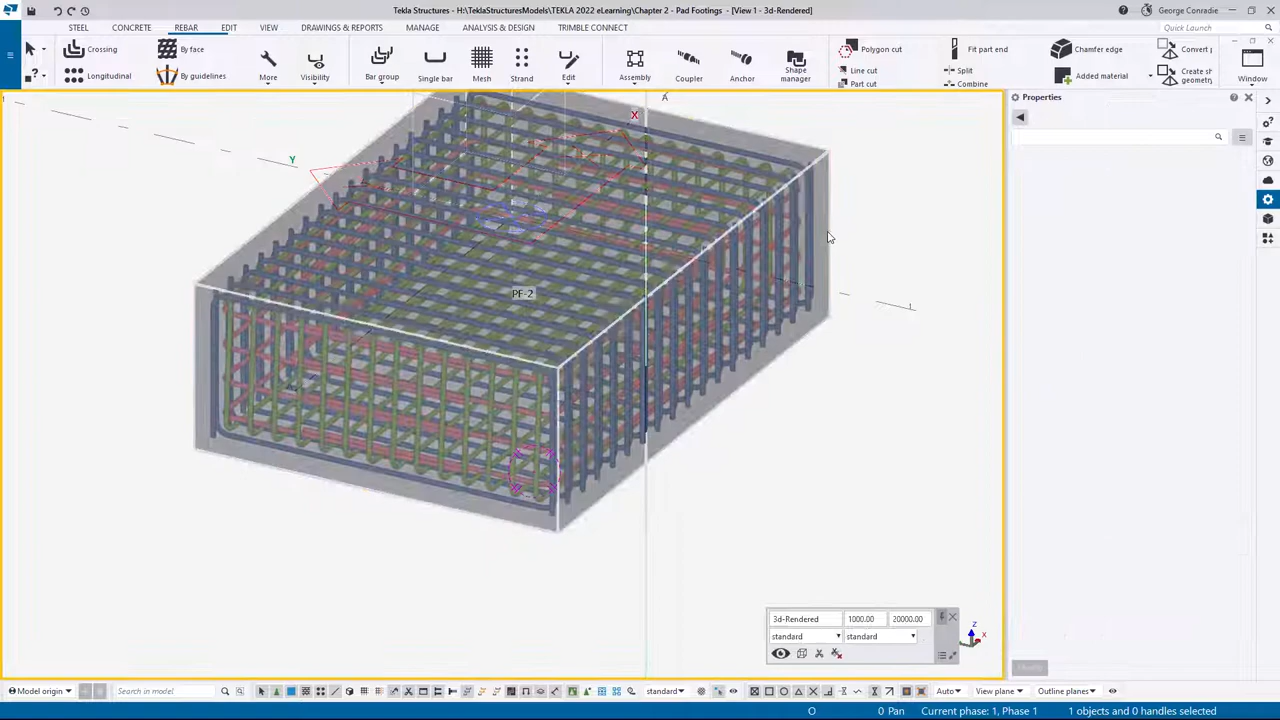 Tekla Structures - H:\TeklaStructuresModels\TEKLA 2022 eLearning\Chapter 2 - Pad Footings - [View 1 - 3d-Rendered]
George Conradie
STEEL CONCRETE REBAR EDIT VIEW DRAWINGS & REPORTS MANAGE ANALYSIS & DESIGN TRIMBLE CONNECT
Quick Launch
Crossing
By face
Longitudinal
By guidelines
More
Visibility
Bar group
Single bar
Mesh
Strand
Edit
Assembly
Coupler
Anchor
Shape manager
Polygon cut
Line cut
Part cut
Fit part end
Split
Combine
Chamfer edge
Added material
Window
Properties
A
X
Y
PF-2
1
3d-Rendered 1000.00 20000.00
standard standard
Z
X
Model origin
Search in model
standard
Auto
View plane
Outline planes
O
0 Pan
Current phase: 1, Phase 1
1 objects and 0 handles selected